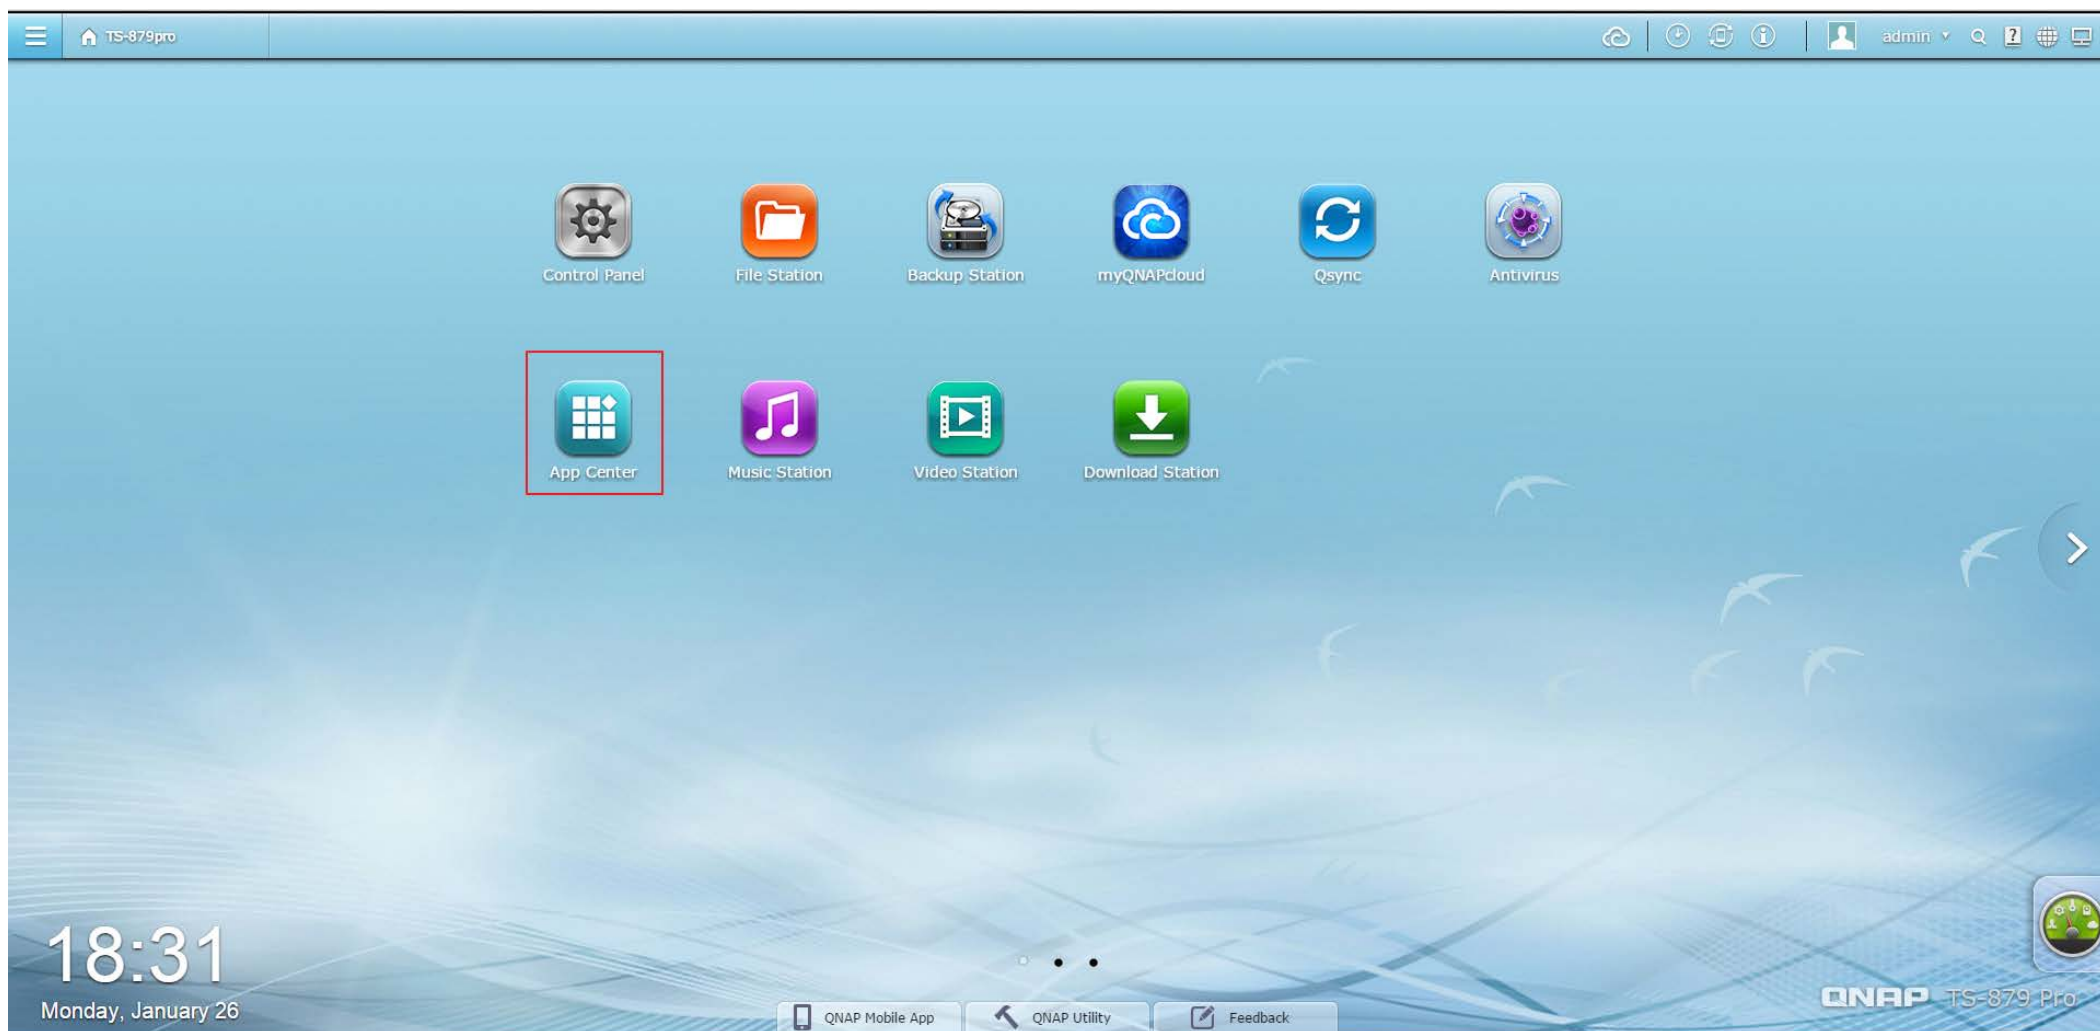 TS-879pro
admin
Control Panel
File Station
Backup Station
myQNAPcloud
Qsync
Antivirus
App Center
Music Station
Video Station
Download Station
18:31
Monday, January 26
QNAP Mobile App
QNAP Utility
Feedback
QNAP TS-879 Pro